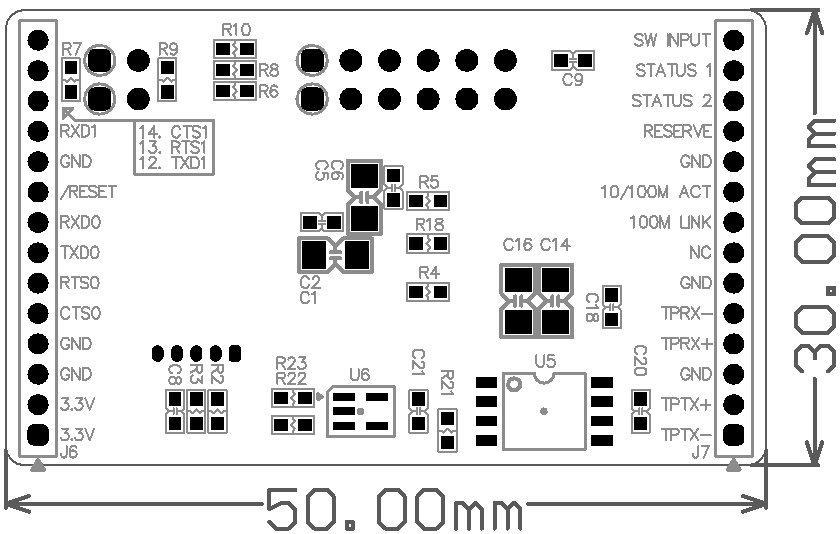 R10
SW INPUT
R7
R9
R8
STATUS 1
C9
R6
STATUS 2
RXD1
14. CTS1
13. RTS1
12. TXD1
RESERVE
GND
GND
C5
C6
R5
/RESET
10/100M ACT
RXD0
R18
100M LINK
TXD0
C16
C14
NC
R4
RTS0
C2
C1
GND
CTS0
C18
TPRX-
GND
TPRX+
R23
R22
U6
C21
U5
C20
GND
C8
R3
R2
R21
GND
3.3V
TPTX+
3.3V
TPTX-
J6
J7
50.00mm
30.00mm